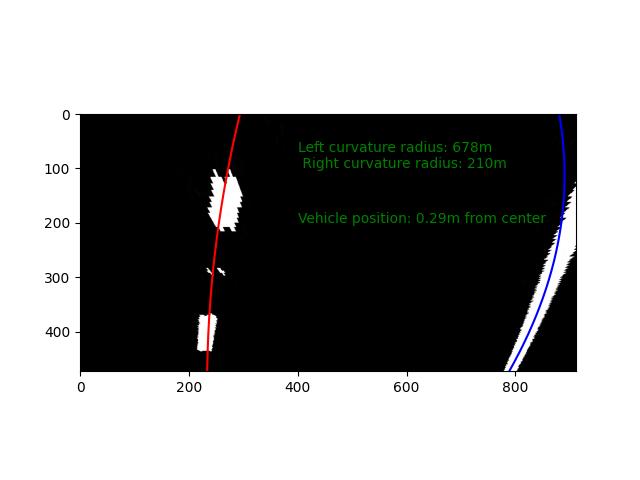 0
100
200
300
400
Left curvature radius: 678m
Right curvature radius: 210m
Vehicle position: 0.29m from center
0 200 400 600 800